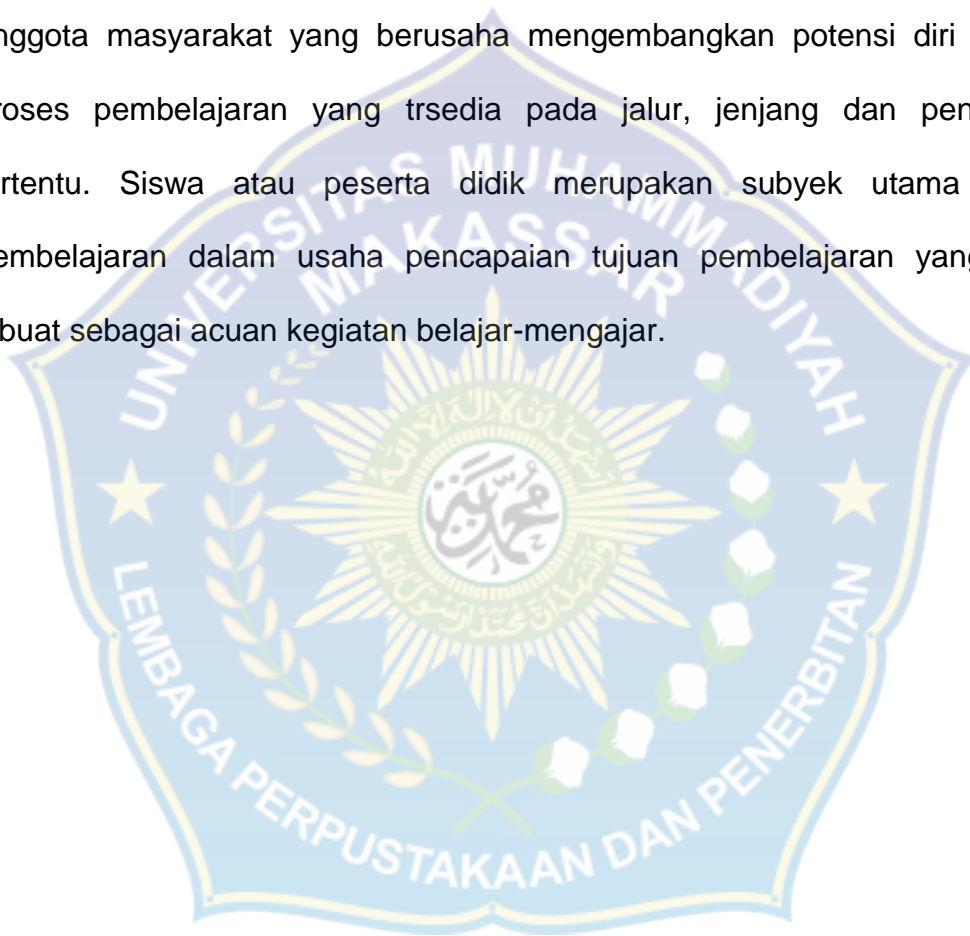 nggota masyarakat yang berusaha mengembangkan potensi diri
roses pembelajaran yang trsedia pada jalur, jenjang dan pen
rtentu. Siswa atau peserta didik merupakan subyek utama
embelajaran dalam usaha pencapaian tujuan pembelajaran yang
buat sebagai acuan kegiatan belajar-mengajar.
UNIVERSITAS MUHAMMADIYAH
MAKASSAR
LEMBAGA PERPUSTAKAAN DAN PENERBITAN